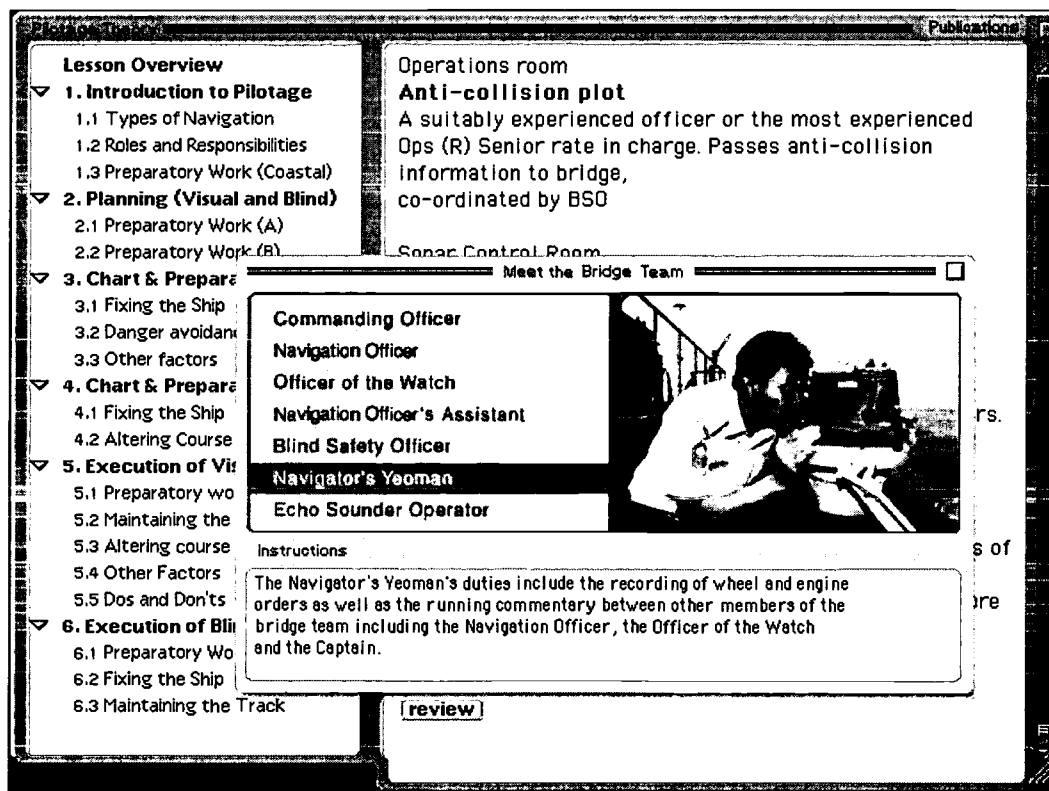 Pilotage Theory
Publications
Lesson Overview
1. Introduction to Pilotage
1.1 Types of Navigation
1.2 Roles and Responsibilities
1.3 Preparatory Work (Coastal)
2. Planning (Visual and Blind)
2.1 Preparatory Work (A)
2.2 Preparatory Work (B)
3. Chart & Prepara
3.1 Fixing the Ship
3.2 Danger avoidan
3.3 Other factors
4. Chart & Prepara
4.1 Fixing the Ship
4.2 Altering Course
5. Execution of Vis
5.1 Preparatory wo
5.2 Maintaining the
5.3 Altering course
5.4 Other Factors
5.5 Dos and Don'ts
6. Execution of Bli
6.1 Preparatory Wo
6.2 Fixing the Ship
6.3 Maintaining the Track
Operations room
Anti-collision plot
A suitably experienced officer or the most experienced
Ops (R) Senior rate in charge. Passes anti-collision
information to bridge,
co-ordinated by BSO
Sonar Control Room
rs.
s of
re
Meet the Bridge Team
Commanding Officer
Navigation Officer
Officer of the Watch
Navigation Officer's Assistant
Blind Safety Officer
Navigator's Yeoman
Echo Sounder Operator
Instructions
The Navigator's Yeoman's duties include the recording of wheel and engine
orders as well as the running commentary between other members of the
bridge team including the Navigation Officer, the Officer of the Watch
and the Captain.
review